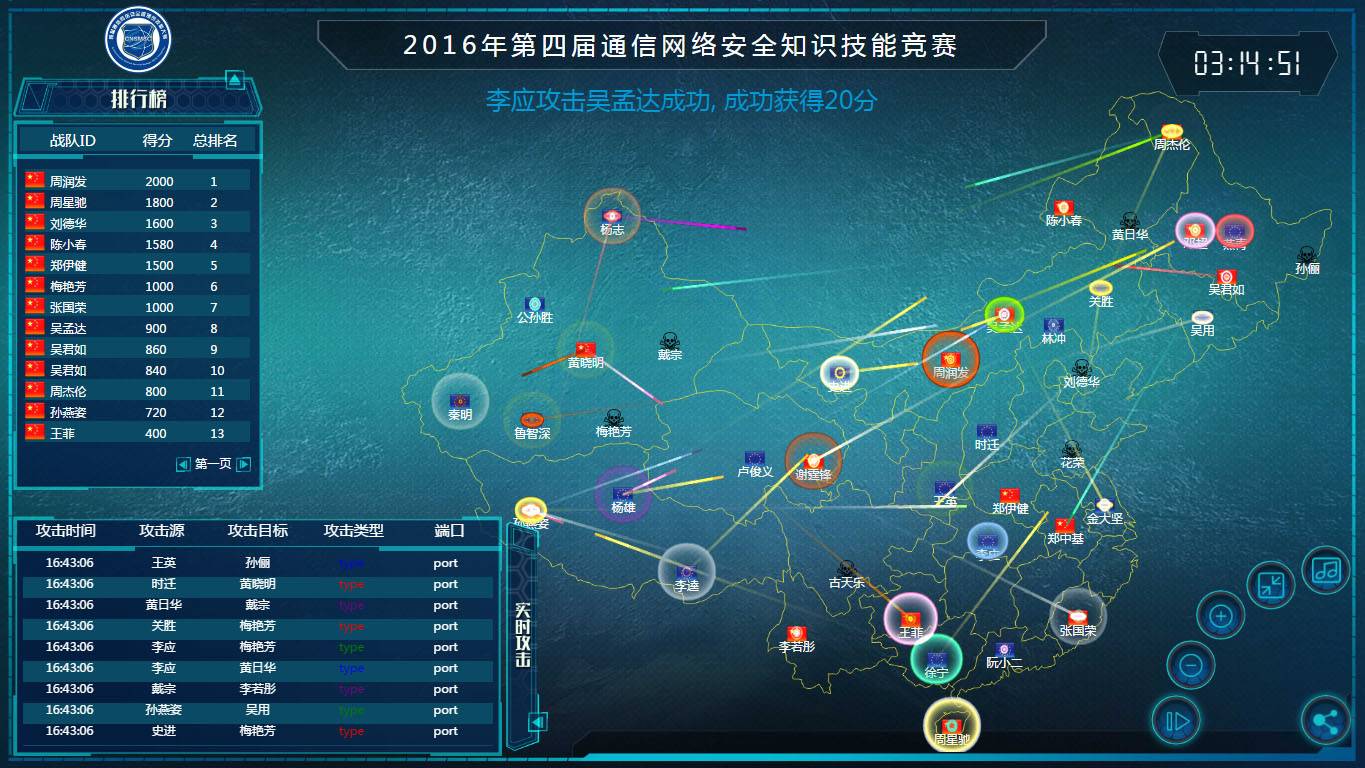 2016年第四届通信网络安全知识技能竞赛
03:14:51
李应攻击吴孟达成功, 成功获得20分
CNSMSC
排行榜
战队ID 得分 总排名
周润发 2000 1
周星驰 1800 2
刘德华 1600 3
陈小春 1580 4
郑伊健 1500 5
梅艳芳 1000 6
张国荣 1000 7
吴孟达 900 8
吴君如 860 9
吴君如 840 10
周杰伦 800 11
孙燕姿 720 12
王菲 400 13
第一页
攻击时间 攻击源 攻击目标 攻击类型 端口
16:43:06 王英 孙俪 type port
16:43:06 时迁 黄晓明 type port
16:43:06 黄日华 戴宗 type port
16:43:06 关胜 梅艳芳 type port
16:43:06 李应 梅艳芳 type port
16:43:06 李应 黄日华 type port
16:43:06 戴宗 李若彤 type port
16:43:06 孙燕姿 吴用 type port
16:43:06 史进 梅艳芳 type port
实时攻击
周杰伦
陈小春
黄日华
邓超
燕青
杨志
孙俪
吴君如
关胜
公孙胜
吴用
吴孟达
林冲
戴宗
黄晓明
周润发
史进
刘德华
秦明
鲁智深
梅艳芳
时迁
花荣
卢俊义
谢霆锋
王英
杨雄
郑伊健
金大坚
孙燕姿
郑中基
李应
古天乐
李逵
王菲
张国荣
李若彤
阮小二
徐宁
周星驰